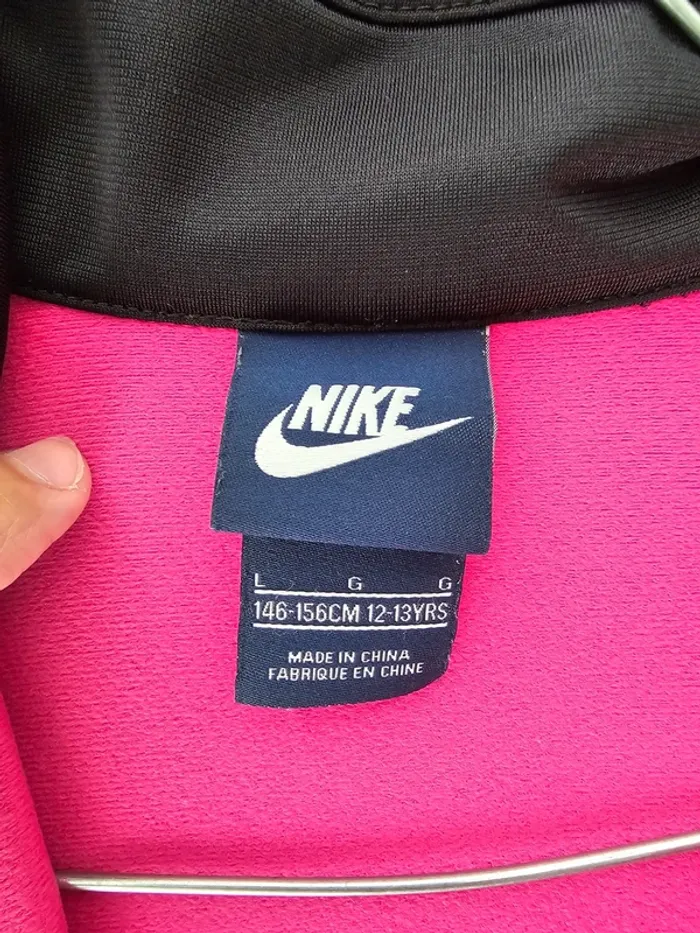 NIKE
L G G
146-156CM 12-13YRS
MADE IN CHINA
FABRIQUE EN CHINE